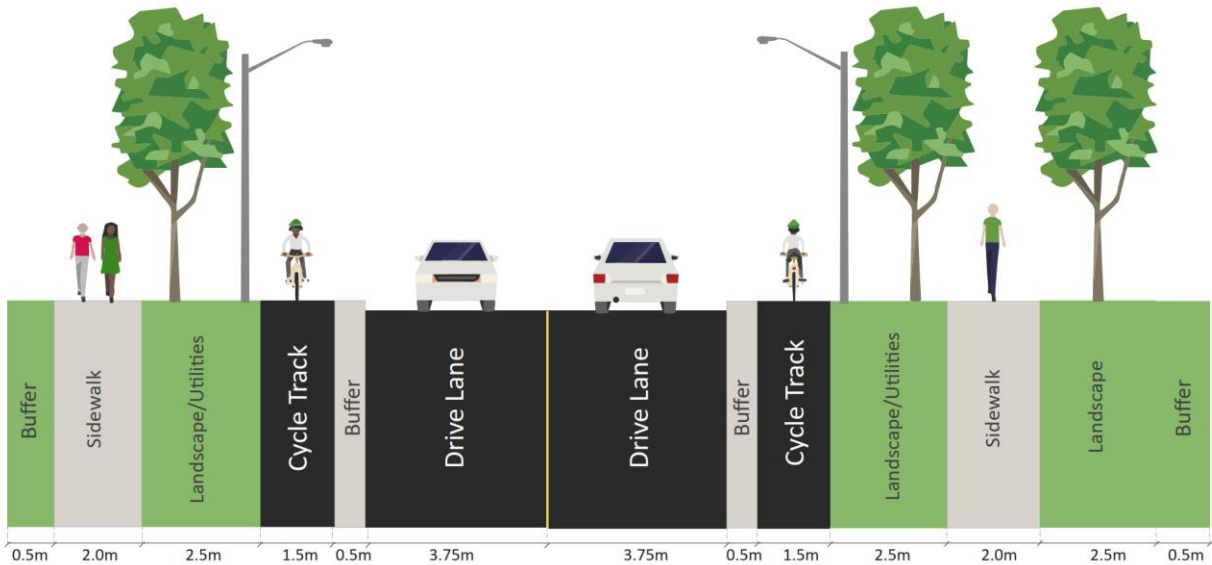 Buffer
Sidewalk
Landscape/Utilities
Cycle Track
Buffer
Drive Lane
Drive Lane
Buffer
Cycle Track
Landscape/Utilities
Sidewalk
Landscape
Buffer
0.5m 2.0m 2.5m 1.5m 0.5m 3.75m 3.75m 0.5m 1.5m 2.5m 2.0m 2.5m 0.5m